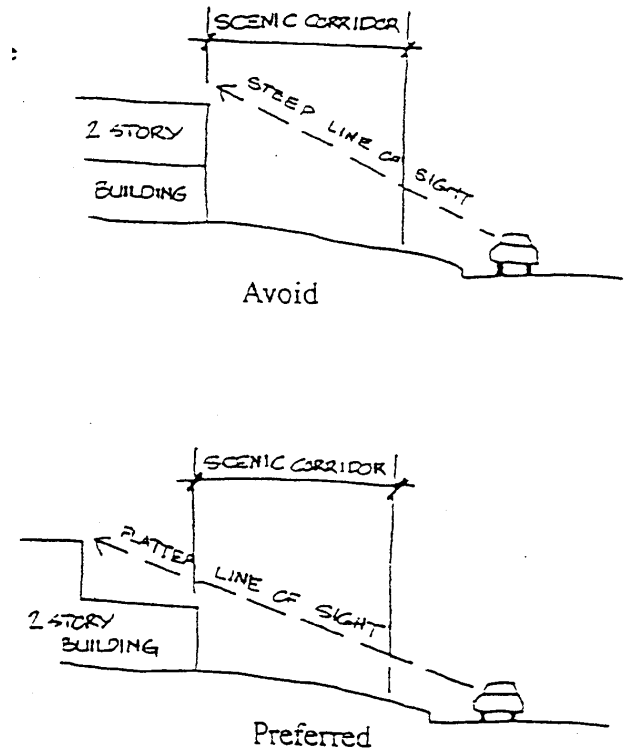 SCENIC CORRIDOR
STEEP LINE OF SIGHT
2 STORY
BUILDING
Avoid
SCENIC CORRIDOR
FLATTER LINE OF SIGHT
2 STORY
BUILDING
Preferred